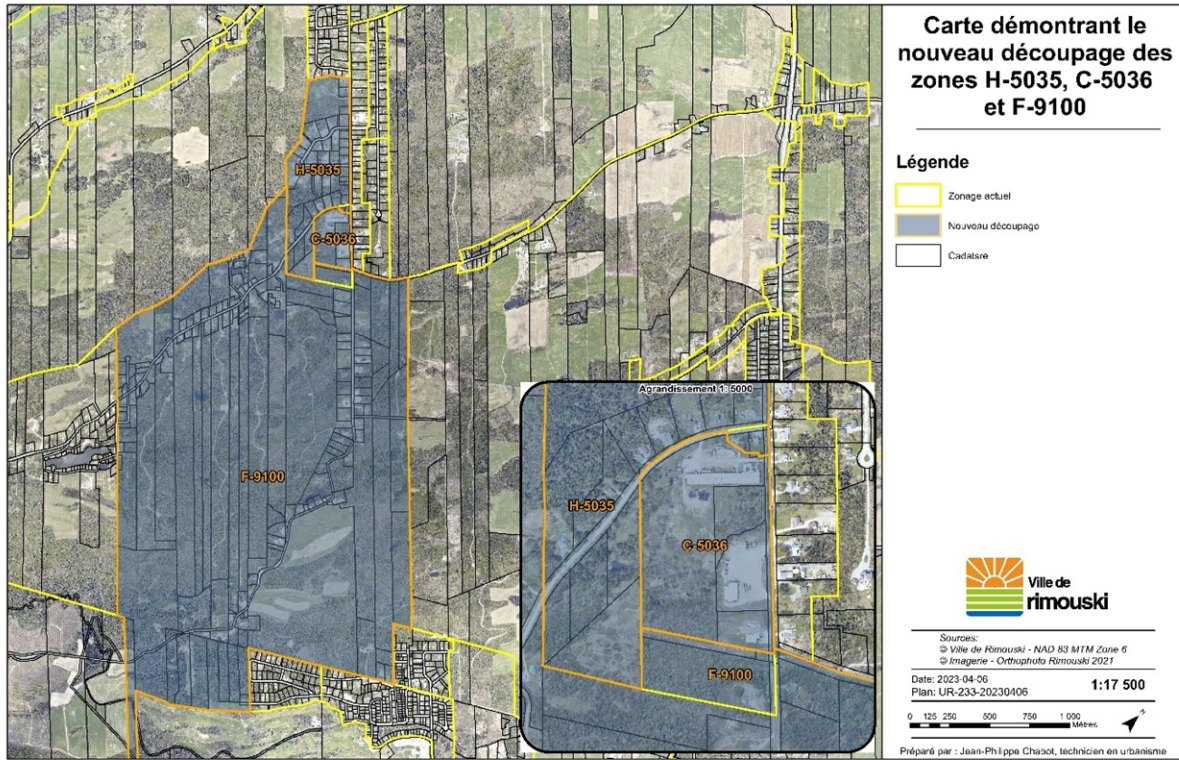 Carte démontrant le
nouveau découpage des
zones H-5035, C-5036
et F-9100
Légende
Zonage actuel
Nouveau découpage
Cadatsre
H-5035
C-5036
F-9100
Agrandissement 1: 5000
H-5035
C-5036
F-9100
Ville de
rimouski
Sources:
© Ville de Rimouski - NAD 83 MTM Zone 6
© Imagerie - Orthophoto Rimouski 2021
Date: 2023-04-06
Plan: UR-233-20230406
1:17 500
0 125 250 500 750 1 000
Mètres
N
Préparé par : Jean-Philippe Chabot, technicien en urbanisme